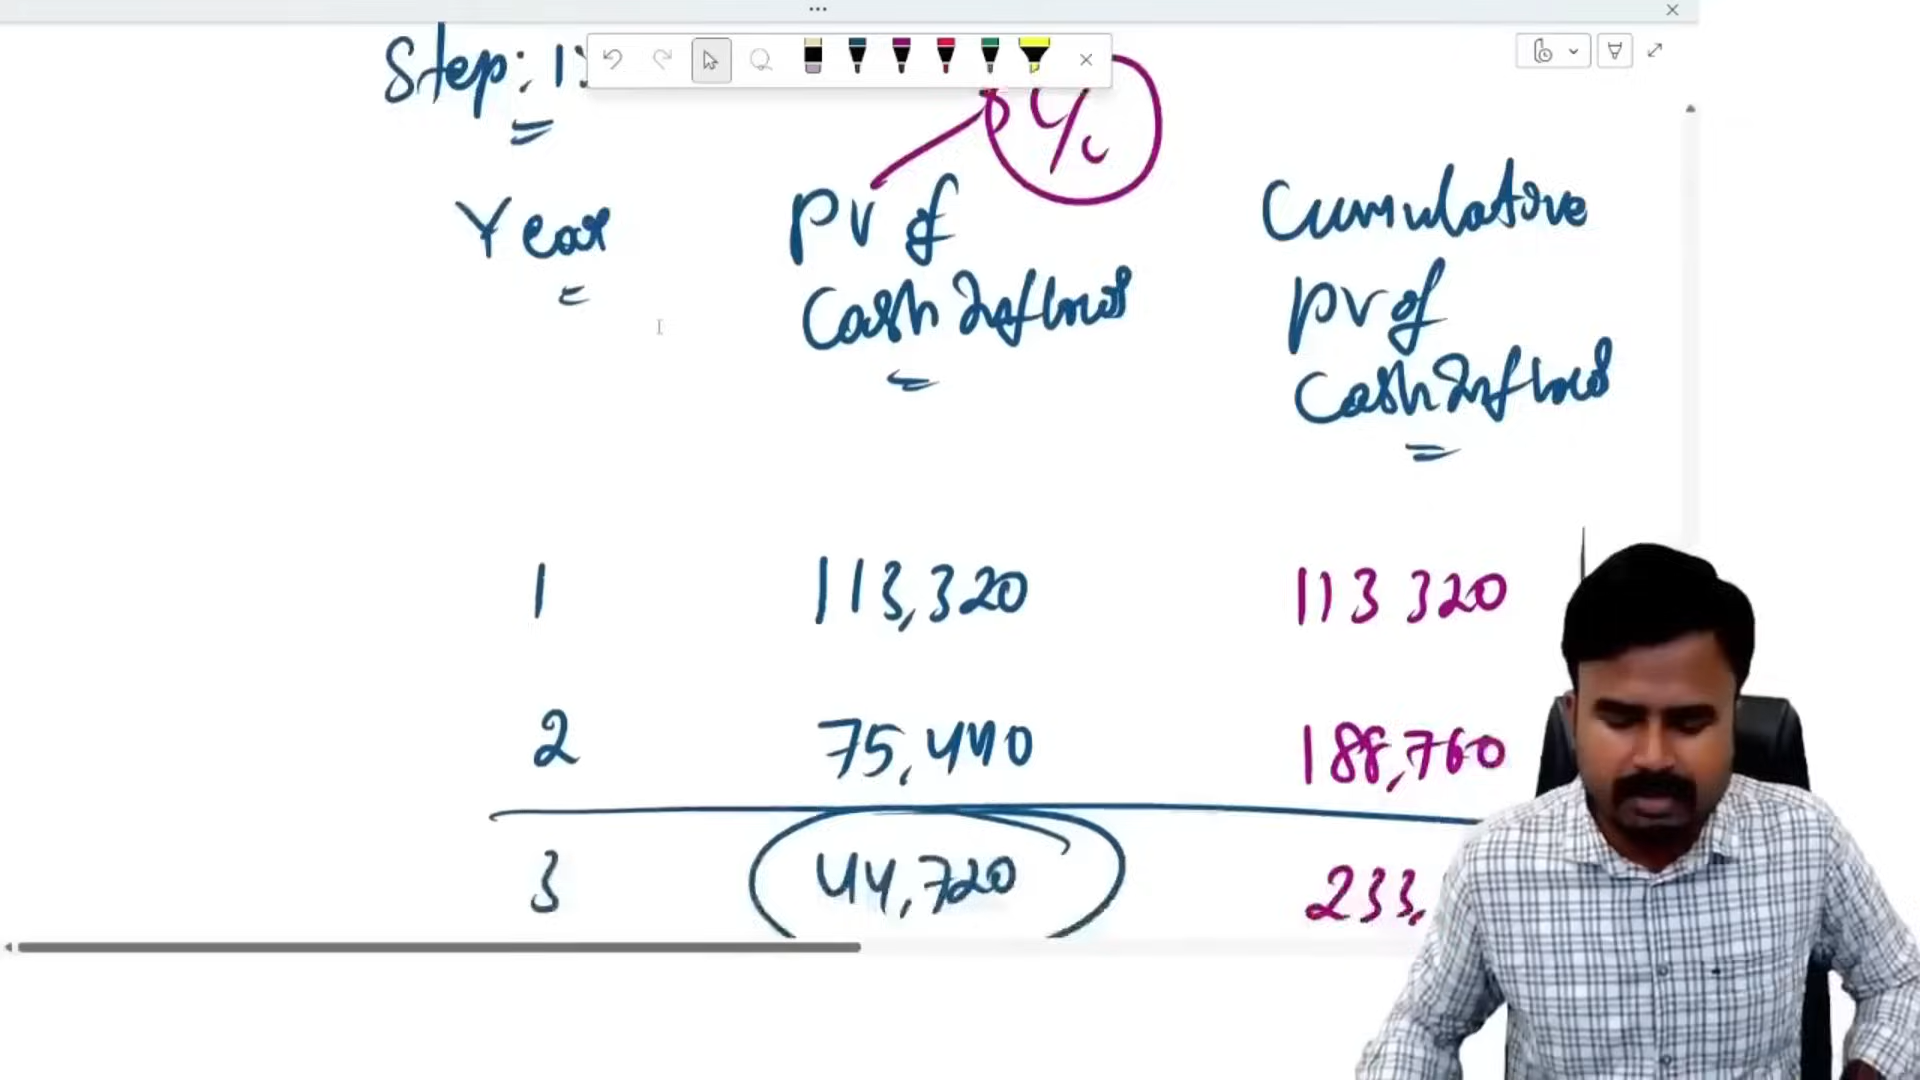 Step: 1
%
Year
PV of
Cash Inflows
Cumulative
PV of
Cash Inflows
1 113,320 113 320
2 75,440 188,760
3 44,720 233,